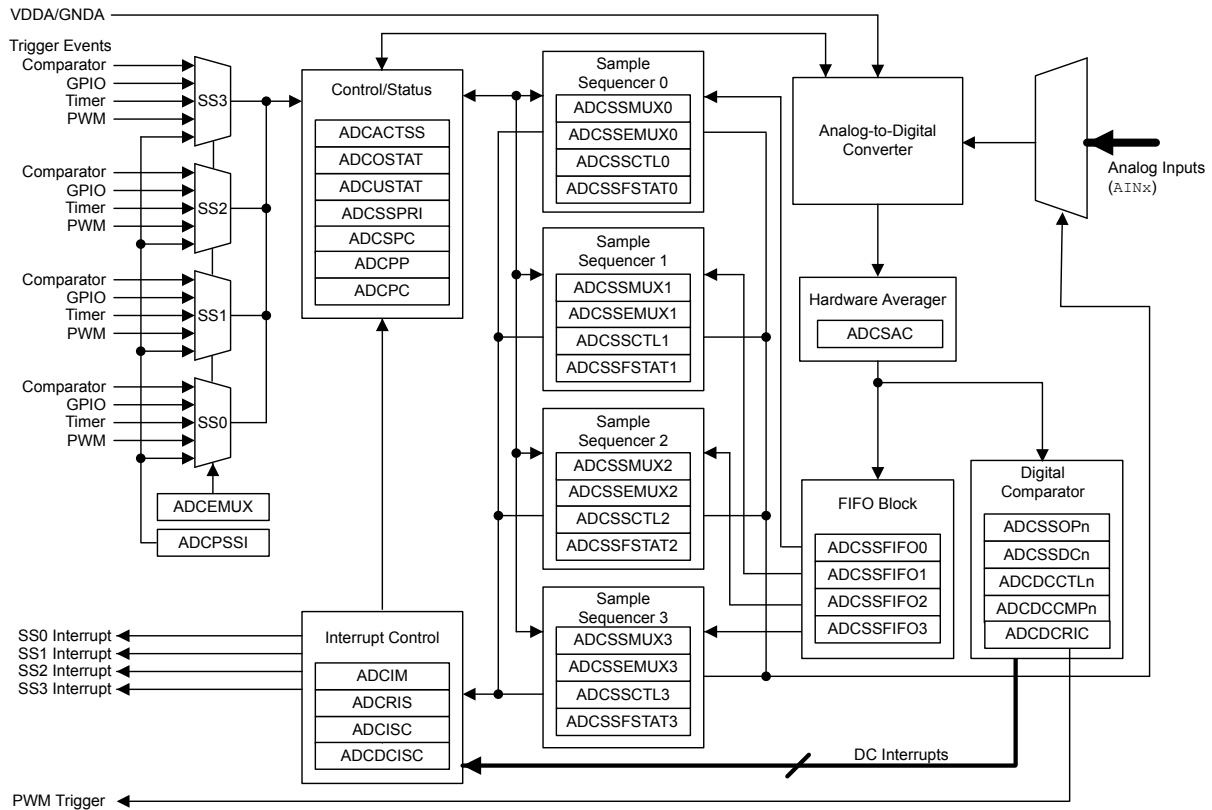 VDDA/GNDA
Trigger Events
Comparator
GPIO
Timer
PWM
SS3
Comparator
GPIO
Timer
PWM
SS2
Comparator
GPIO
Timer
PWM
SS1
Comparator
GPIO
Timer
PWM
SS0
ADCEMUX
ADCPSSI
Control/Status
ADCACTSS
ADCOSTAT
ADCUSTAT
ADCSSPRI
ADCSPC
ADCPP
ADCPC
Interrupt Control
ADCIM
ADCRIS
ADCISC
ADCDCISC
SS0 Interrupt
SS1 Interrupt
SS2 Interrupt
SS3 Interrupt
PWM Trigger
Sample
Sequencer 0
ADCSSMUX0
ADCSSEMUX0
ADCSSCTL0
ADCSSFSTAT0
Sample
Sequencer 1
ADCSSMUX1
ADCSSEMUX1
ADCSSCTL1
ADCSSFSTAT1
Sample
Sequencer 2
ADCSSMUX2
ADCSSEMUX2
ADCSSCTL2
ADCSSFSTAT2
Sample
Sequencer 3
ADCSSMUX3
ADCSSEMUX3
ADCSSCTL3
ADCSSFSTAT3
Analog-to-Digital
Converter
Analog Inputs
(AINx)
Hardware Averager
ADCSAC
FIFO Block
ADCSSFIFO0
ADCSSFIFO1
ADCSSFIFO2
ADCSSFIFO3
Digital
Comparator
ADCSSOPn
ADCSSDCn
ADCDCCTLn
ADCDCCMPn
ADCDCRIC
DC Interrupts